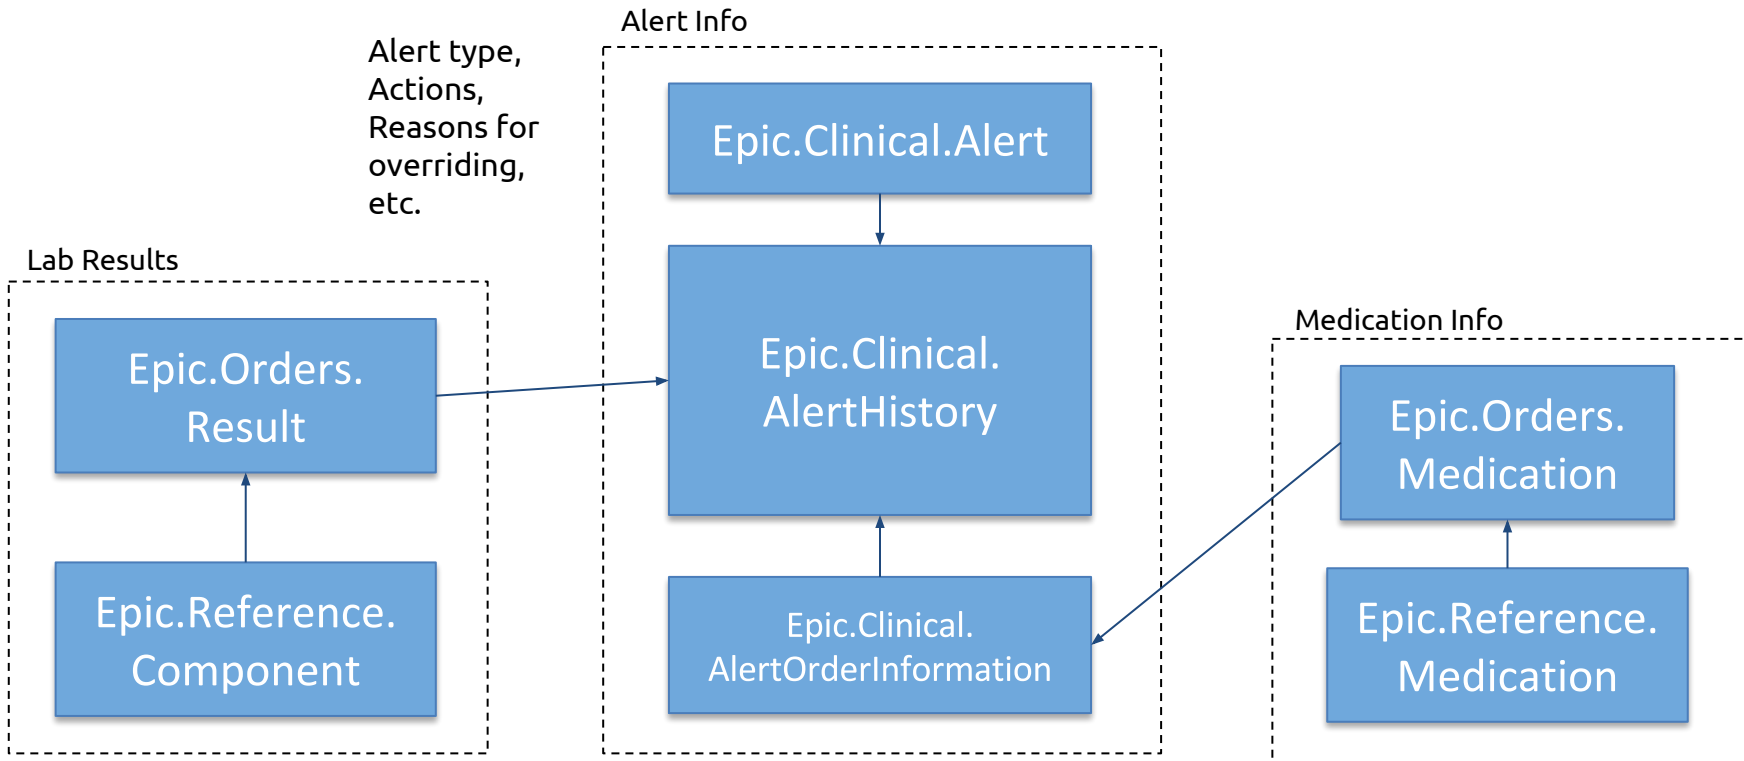 Alert Info
Alert type,
Actions,
Reasons for
overriding,
etc.
Epic.Clinical.Alert
Lab Results
Epic.Orders.
Result
Epic.Reference.
Component
Epic.Clinical.
AlertHistory
Epic.Clinical.
AlertOrderInformation
Medication Info
Epic.Orders.
Medication
Epic.Reference.
Medication